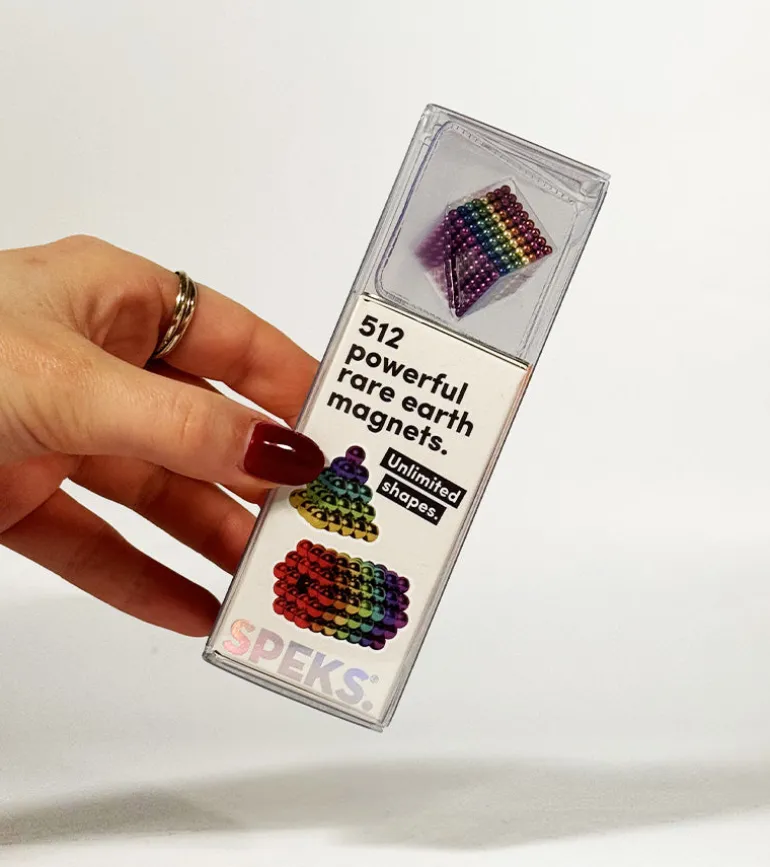 512
powerful
rare earth
magnets.
Unlimited
shapes.
SPEKS®.